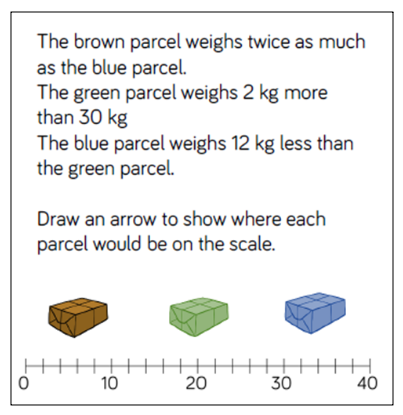 The brown parcel weighs twice as much
as the blue parcel.
The green parcel weighs 2 kg more
than 30 kg
The blue parcel weighs 12 kg less than
the green parcel.
Draw an arrow to show where each
parcel would be on the scale.
0 10 20 30 40